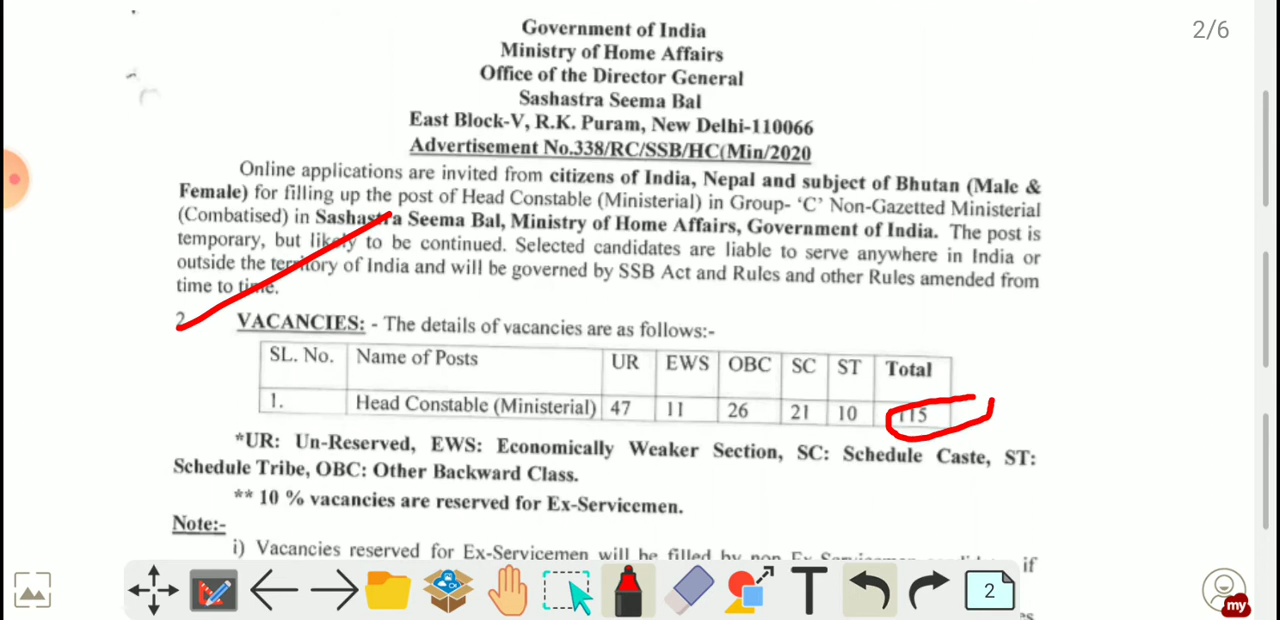 2/6
Government of India
Ministry of Home Affairs
Office of the Director General
Sashastra Seema Bal
East Block-V, R.K. Puram, New Delhi-110066
Advertisement No.338/RC/SSB/HC(Min/2020
Online applications are invited from citizens of India, Nepal and subject of Bhutan (Male &
Female) for filling up the post of Head Constable (Ministerial) in Group- ‘C’ Non-Gazetted Ministerial
(Combatised) in Sashastra Seema Bal, Ministry of Home Affairs, Government of India. The post is
temporary, but likely to be continued. Selected candidates are liable to serve anywhere in India or
outside the territory of India and will be governed by SSB Act and Rules and other Rules amended from
time to time.
2 VACANCIES: - The details of vacancies are as follows:-
SL. No. Name of Posts UR EWS OBC SC ST Total
1. Head Constable (Ministerial) 47 11 26 21 10 115
*UR: Un-Reserved, EWS: Economically Weaker Section, SC: Schedule Caste, ST:
Schedule Tribe, OBC: Other Backward Class.
** 10 % vacancies are reserved for Ex-Servicemen.
Note:-
i) Vacancies reserved for Ex-Servicemen will be filled by non if
T
2
my